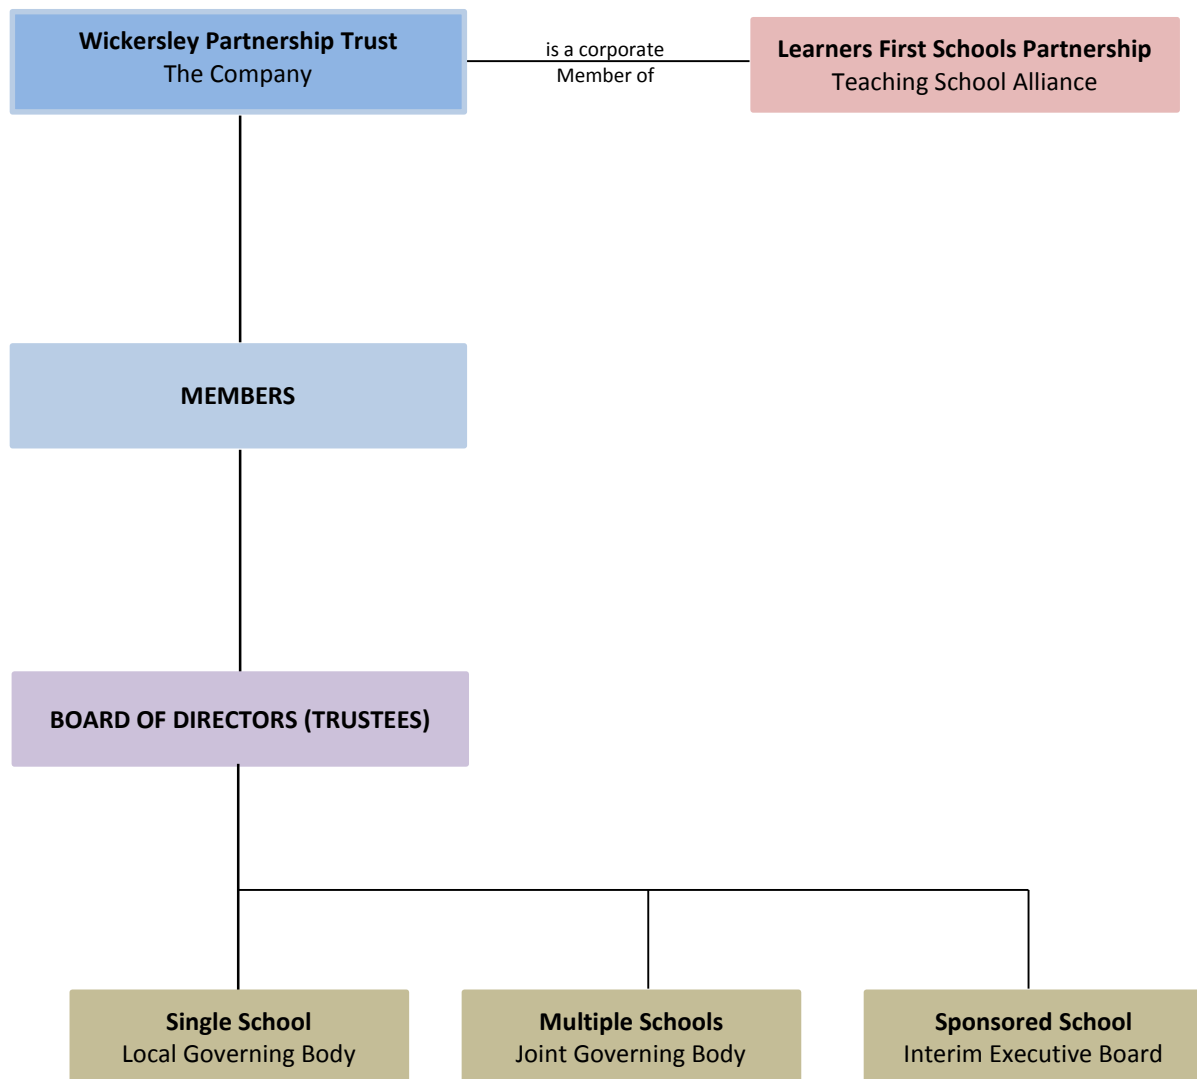 Wickersley Partnership Trust
The Company
is a corporate
Member of
Learners First Schools Partnership
Teaching School Alliance
MEMBERS
BOARD OF DIRECTORS (TRUSTEES)
Single School
Local Governing Body
Multiple Schools
Joint Governing Body
Sponsored School
Interim Executive Board